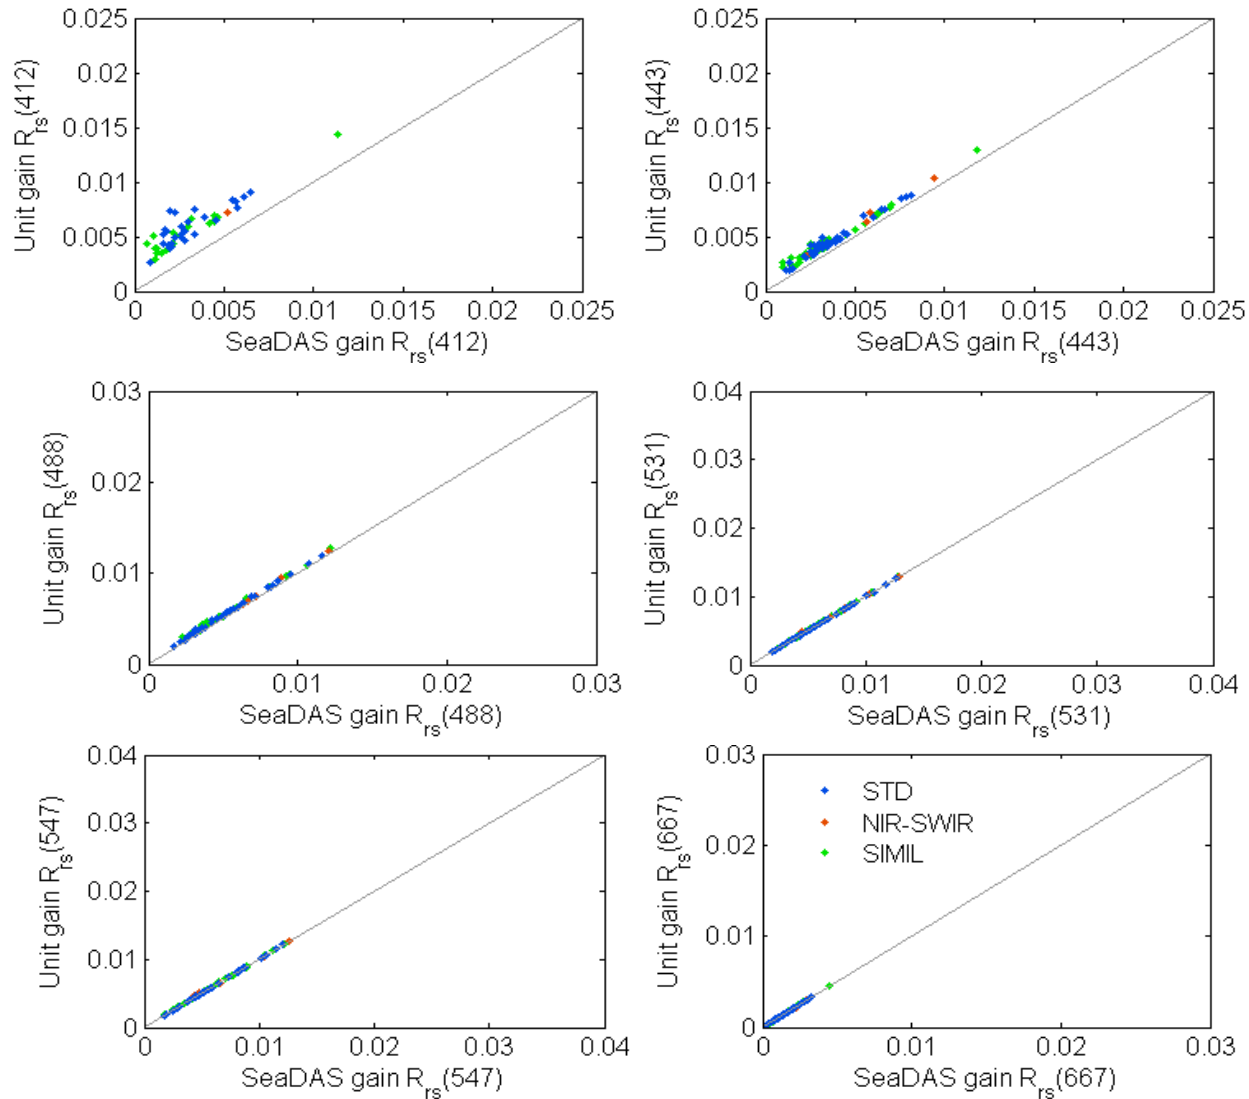 0.025
0.02
0.015
0.01
0.005
0
Unit gain Rrs(412)
0 0.005 0.01 0.015 0.02 0.025
SeaDAS gain Rrs(412)
0.025
0.02
0.015
0.01
0.005
0
Unit gain Rrs(443)
0 0.005 0.01 0.015 0.02 0.025
SeaDAS gain Rrs(443)
0.03
0.02
0.01
0
Unit gain Rrs(488)
0 0.01 0.02 0.03
SeaDAS gain Rrs(488)
0.04
0.03
0.02
0.01
0
Unit gain Rrs(531)
0 0.01 0.02 0.03 0.04
SeaDAS gain Rrs(531)
0.04
0.03
0.02
0.01
0
Unit gain Rrs(547)
0 0.01 0.02 0.03 0.04
SeaDAS gain Rrs(547)
0.03
0.02
0.01
0
Unit gain Rrs(667)
STD
NIR-SWIR
SIMIL
0 0.01 0.02 0.03
SeaDAS gain Rrs(667)